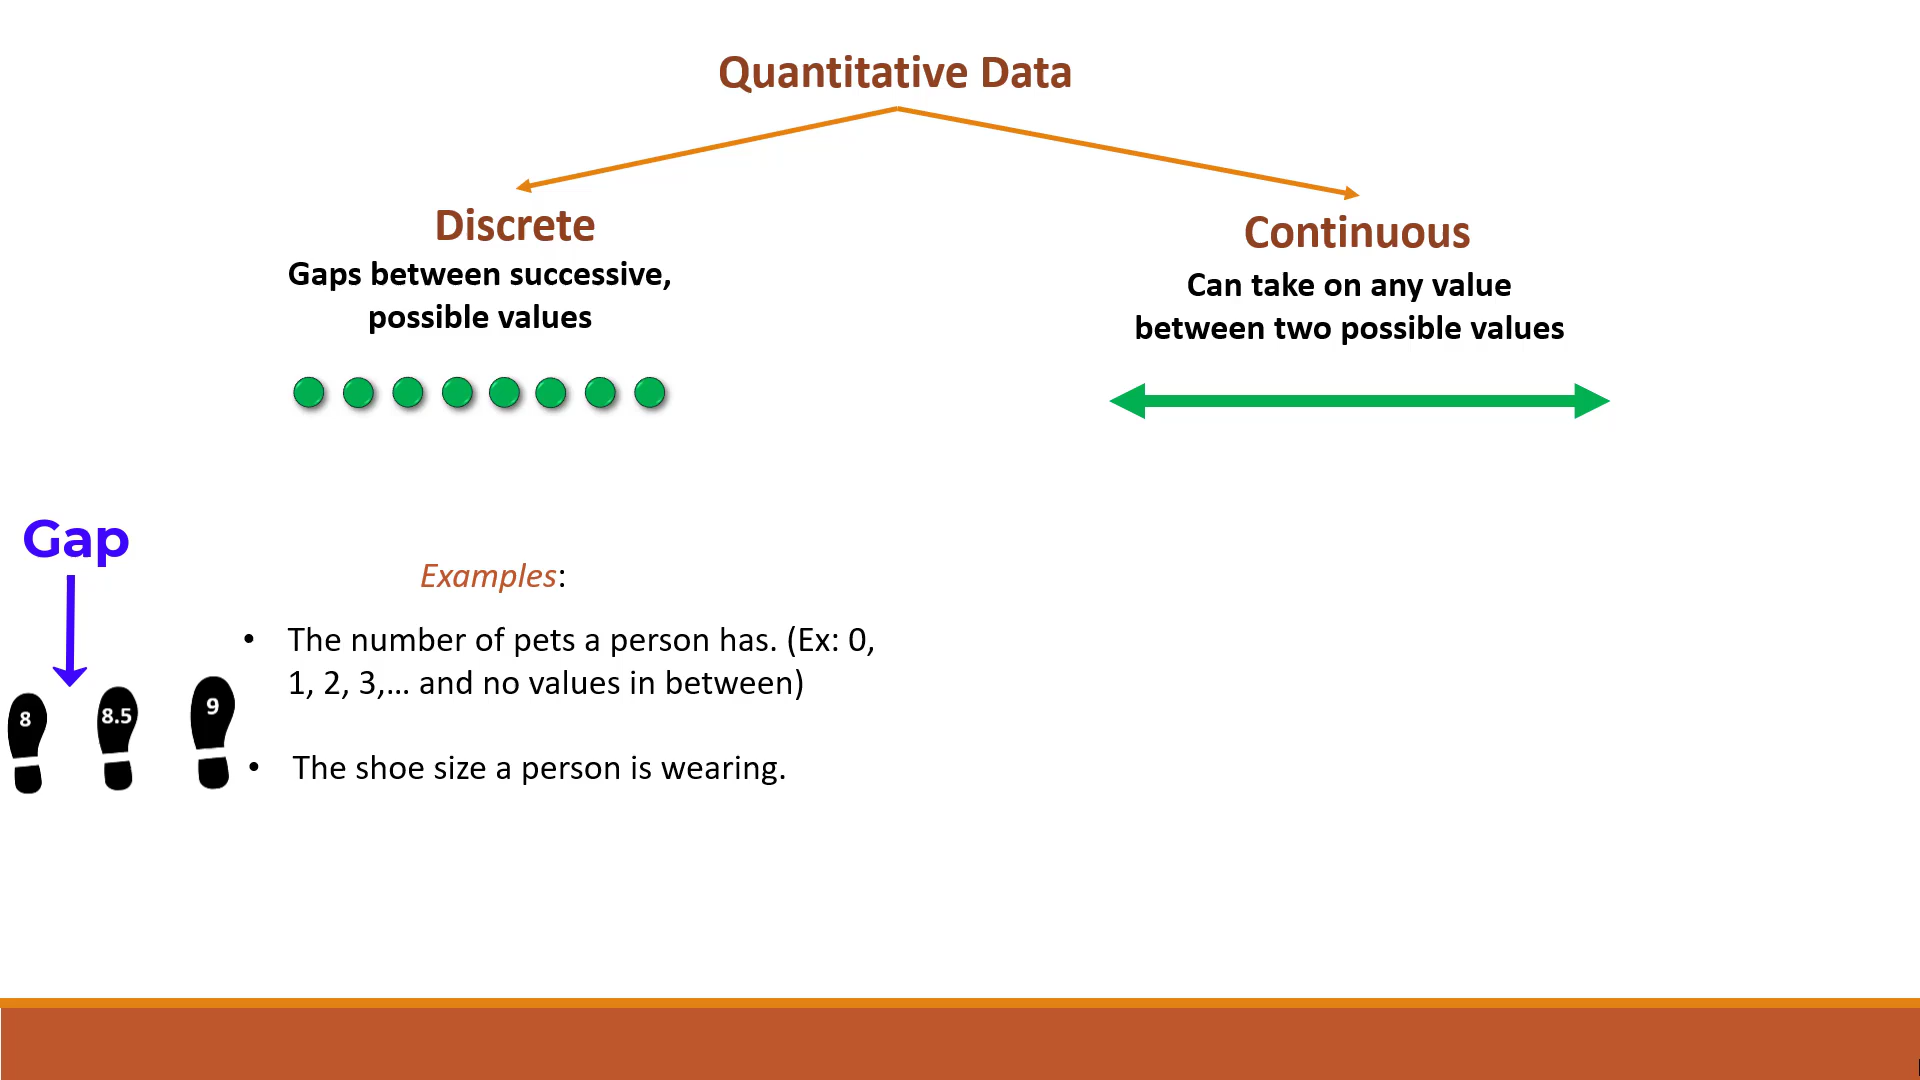 Quantitative Data
Discrete
Gaps between successive,
possible values
Continuous
Can take on any value
between two possible values
Gap
8
8.5
9
Examples:
• The number of pets a person has. (Ex: 0,
1, 2, 3,... and no values in between)
• The shoe size a person is wearing.